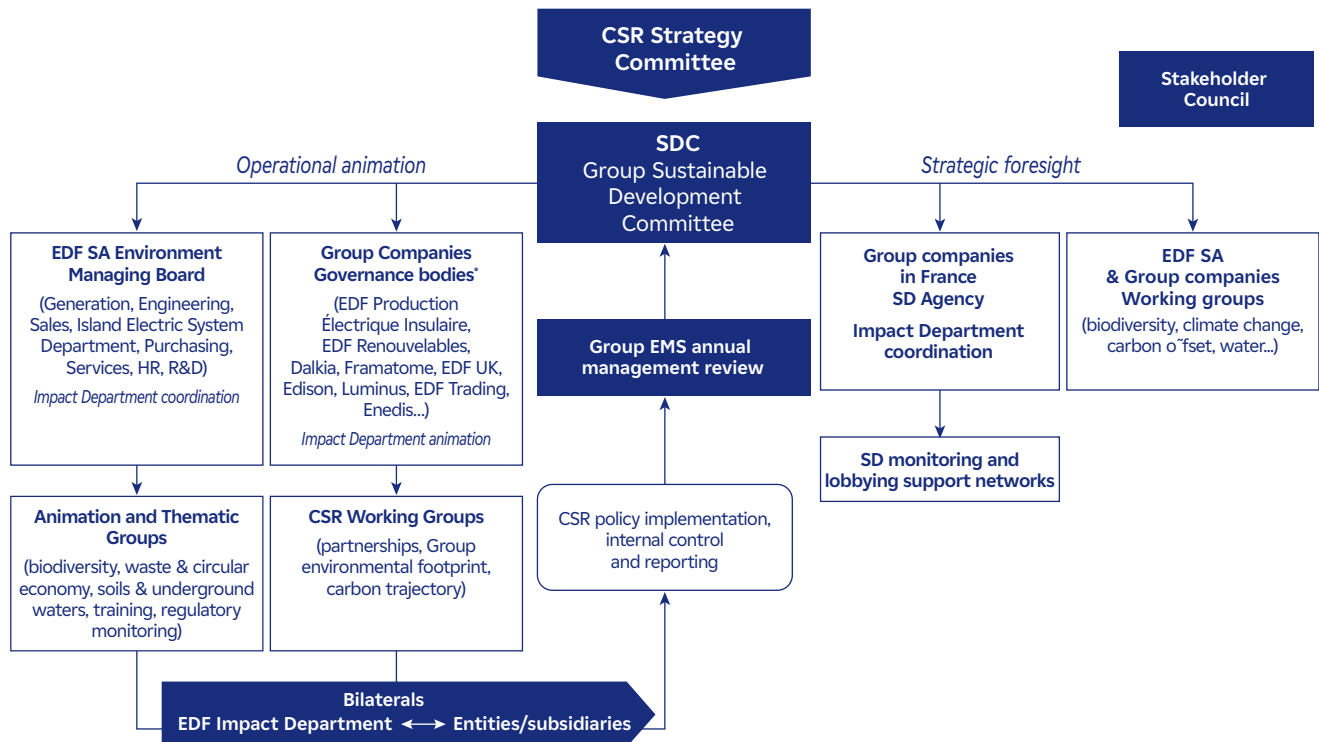 CSR Strategy
Committee
Stakeholder
Council
SDC
Group Sustainable
Development
Committee
Operational animation
Strategic foresight
EDF SA Environment
Managing Board
(Generation, Engineering,
Sales, Island Electric System
Department, Purchasing,
Services, HR, R&D)
Impact Department coordination
Group Companies
Governance bodies*
(EDF Production
Électrique Insulaire,
EDF Renouvelables,
Dalkia, Framatome, EDF UK,
Edison, Luminus, EDF Trading,
Enedis...)
Impact Department animation
Group EMS annual
management review
Group companies
in France
SD Agency
Impact Department
coordination
EDF SA
& Group companies
Working groups
(biodiversity, climate change,
carbon o˜fset, water...)
SD monitoring and
lobbying support networks
Animation and Thematic
Groups
(biodiversity, waste & circular
economy, soils & underground
waters, training, regulatory
monitoring)
CSR Working Groups
(partnerships, Group
environmental footprint,
carbon trajectory)
CSR policy implementation,
internal control
and reporting
Bilaterals
EDF Impact Department ⟷ Entities/subsidiaries